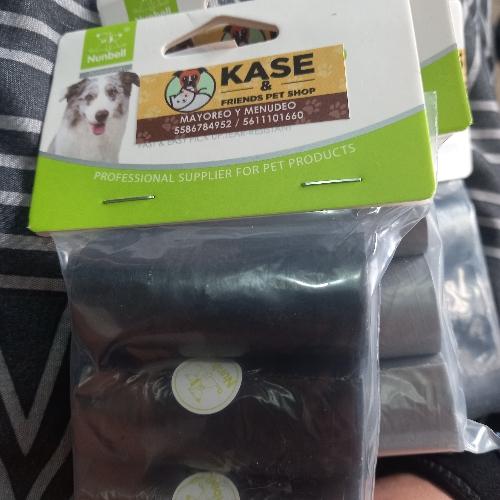 Nunbell
KASE
&
FRIENDS PET SHOP
MAYOREO Y MENUDEO
5586784952 / 5611101660
PROFESSIONAL SUPPLIER FOR PET PRODUCTS